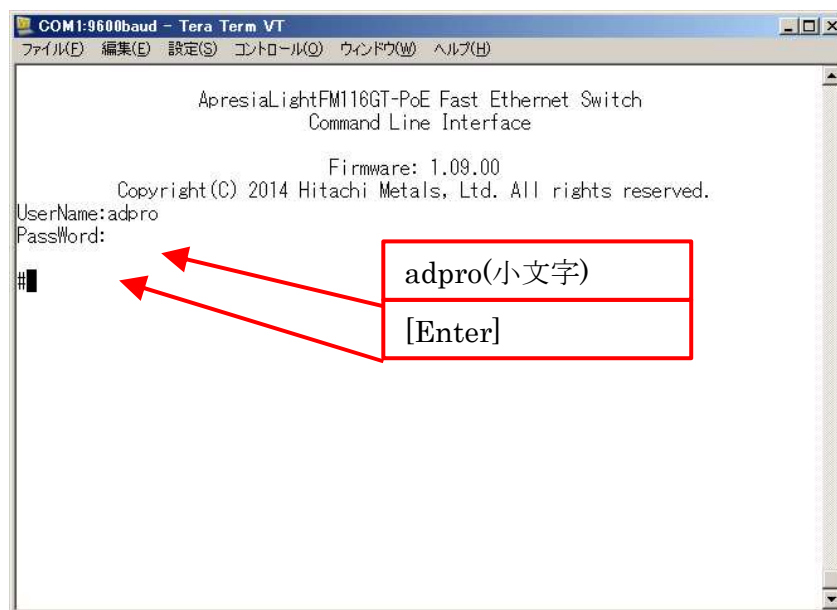 COM1:9600baud - Tera Term VT
ファイル(F) 編集(E) 設定(S) コントロール(O) ウィンドウ(W) ヘルプ(H)
ApresiaLightFM116GT-PoE Fast Ethernet Switch
Command Line Interface
Firmware: 1.09.00
Copyright(C) 2014 Hitachi Metals, Ltd. All rights reserved.
UserName:adpro
PassWord:
adpro(小文字)
#
[Enter]